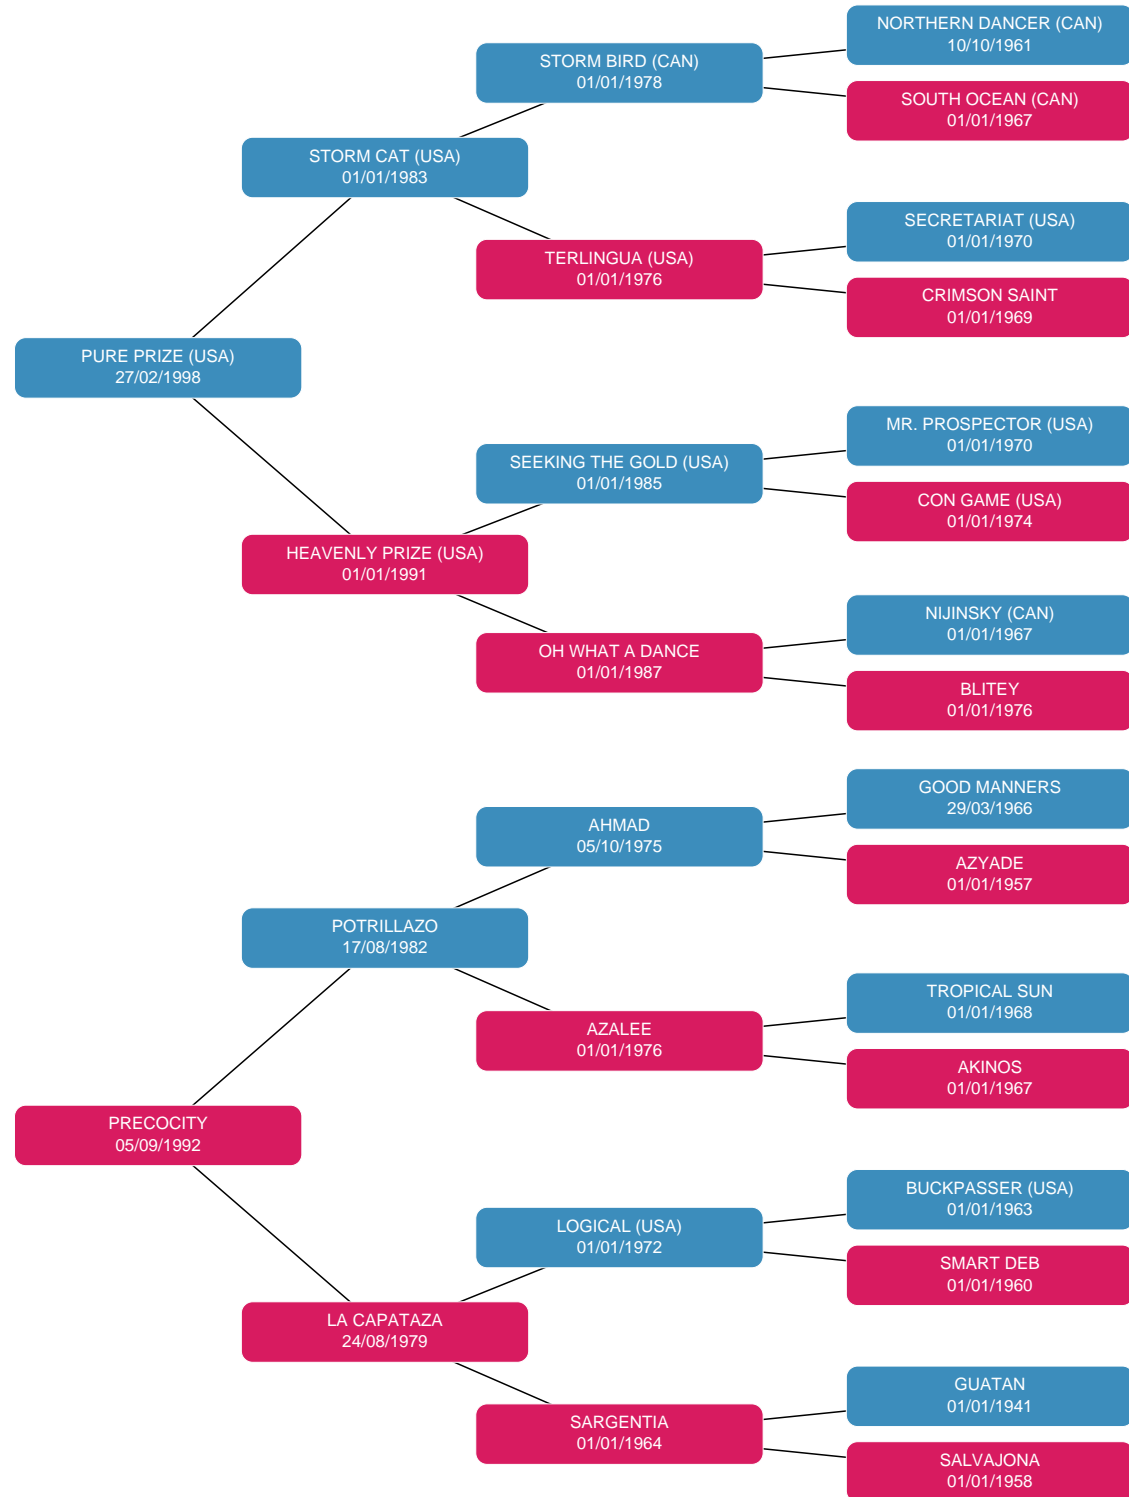 NORTHERN DANCER (CAN)
10/10/1961
STORM BIRD (CAN)
01/01/1978
SOUTH OCEAN (CAN)
01/01/1967
STORM CAT (USA)
01/01/1983
SECRETARIAT (USA)
01/01/1970
TERLINGUA (USA)
01/01/1976
CRIMSON SAINT
01/01/1969
PURE PRIZE (USA)
27/02/1998
MR. PROSPECTOR (USA)
01/01/1970
SEEKING THE GOLD (USA)
01/01/1985
CON GAME (USA)
01/01/1974
HEAVENLY PRIZE (USA)
01/01/1991
NIJINSKY (CAN)
01/01/1967
OH WHAT A DANCE
01/01/1987
BLITEY
01/01/1976
GOOD MANNERS
29/03/1966
AHMAD
05/10/1975
AZYADE
01/01/1957
POTRILLAZO
17/08/1982
TROPICAL SUN
01/01/1968
AZALEE
01/01/1976
AKINOS
01/01/1967
PRECOCITY
05/09/1992
BUCKPASSER (USA)
01/01/1963
LOGICAL (USA)
01/01/1972
SMART DEB
01/01/1960
LA CAPATAZA
24/08/1979
GUATAN
01/01/1941
SARGENTIA
01/01/1964
SALVAJONA
01/01/1958